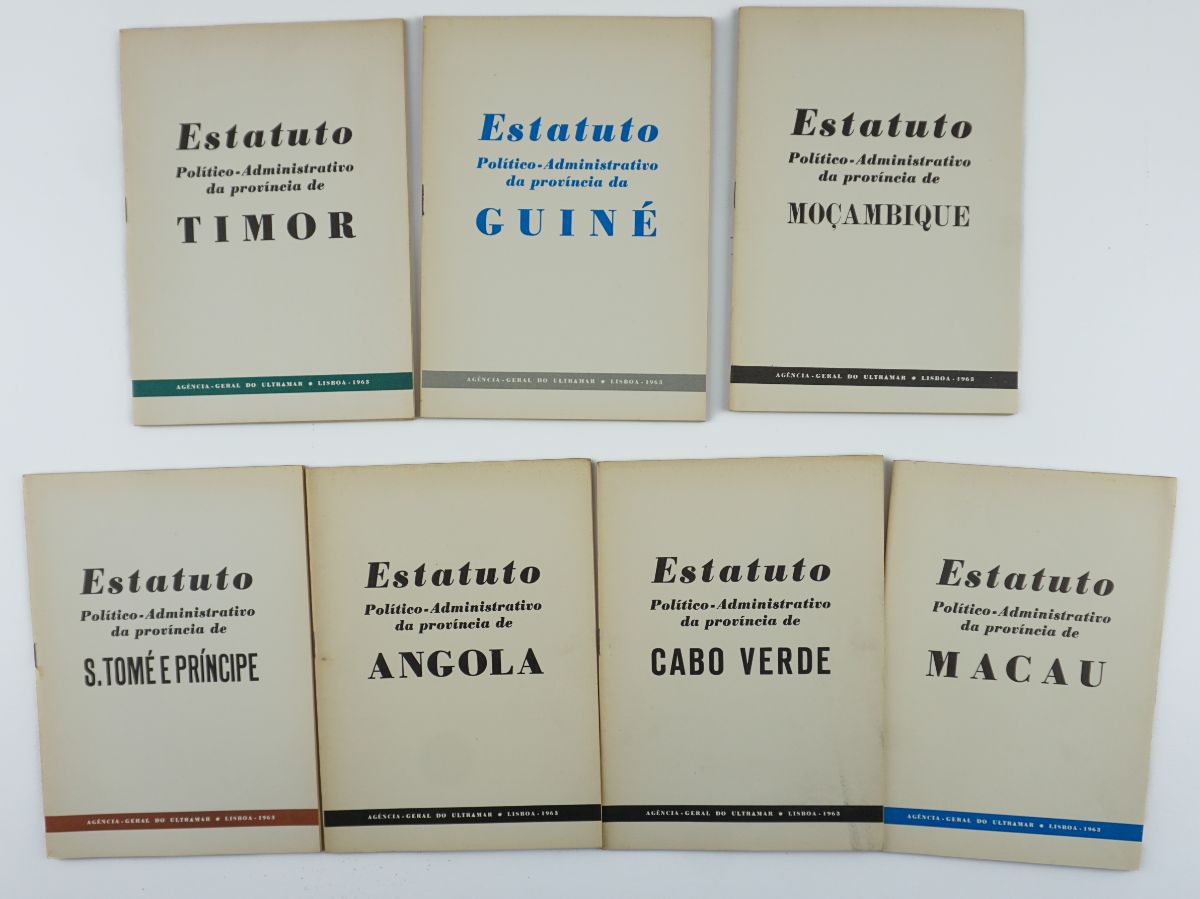 Estatuto
Político-Administrativo
da província de
TIMOR
AGÊNCIA-GERAL DO ULTRAMAR * LISBOA-1963
Estatuto
Político-Administrativo
da província da
GUINÉ
AGÊNCIA-GERAL DO ULTRAMAR * LISBOA-1963
Estatuto
Político-Administrativo
da província de
MOÇAMBIQUE
AGÊNCIA-GERAL DO ULTRAMAR * LISBOA-1963
Estatuto
Político-Administrativo
da província de
S. TOMÉ E PRÍNCIPE
AGÊNCIA-GERAL DO ULTRAMAR * LISBOA-1963
Estatuto
Político-Administrativo
da província de
ANGOLA
AGÊNCIA-GERAL DO ULTRAMAR * LISBOA-1963
Estatuto
Político-Administrativo
da província de
CABO VERDE
AGÊNCIA-GERAL DO ULTRAMAR * LISBOA-1963
Estatuto
Político-Administrativo
da província de
MACAU
AGÊNCIA-GERAL DO ULTRAMAR * LISBOA-1963